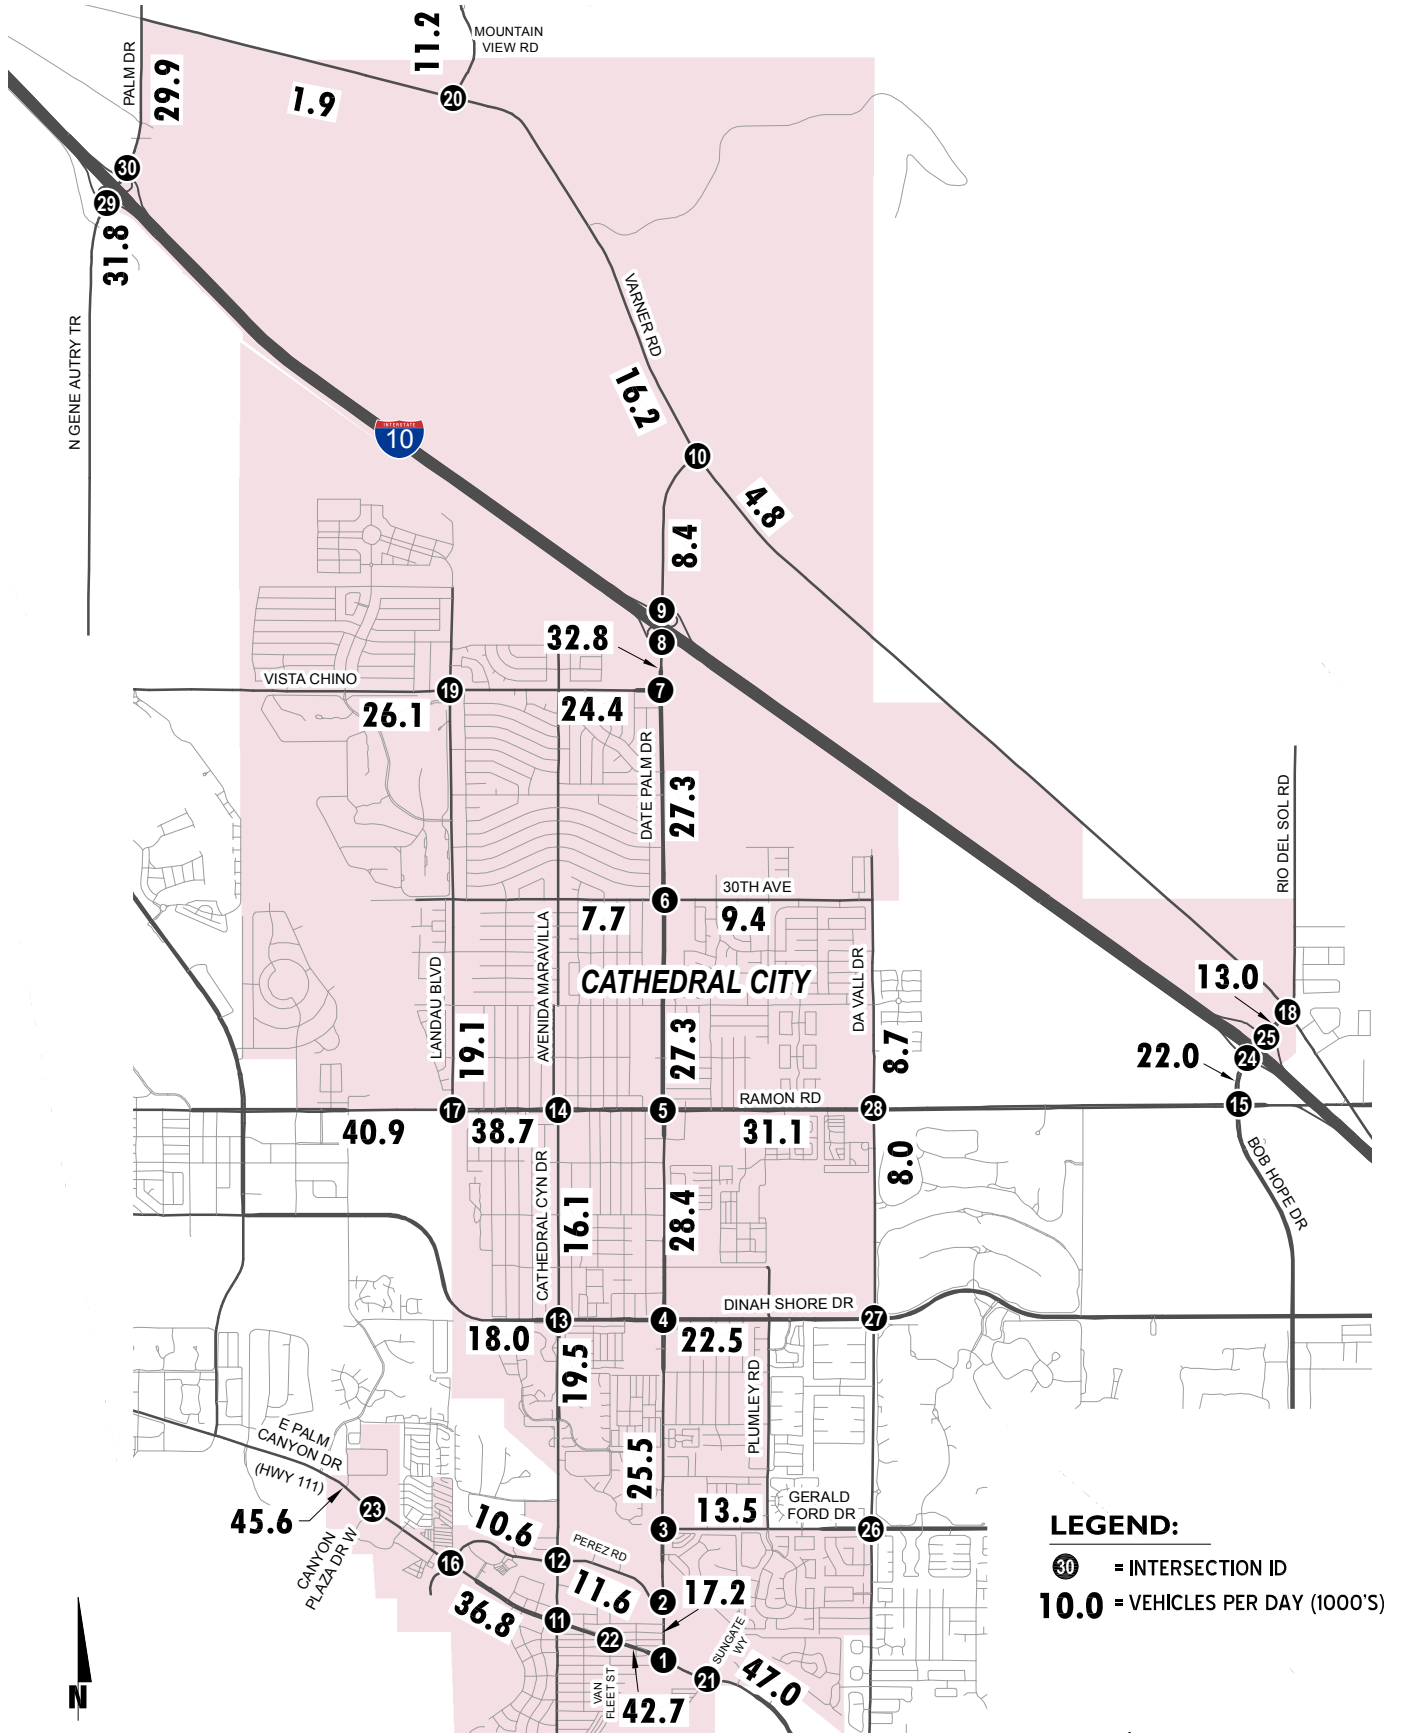 11.2
MOUNTAIN
VIEW RD
PALM DR
29.9
1.9
20
30
29
31.8
VARNER RD
N GENE AUTRY TR
16.2
INTERSTATE
10
10
4.8
8.4
9
32.8
8
VISTA CHINO
19
7
26.1
24.4
DATE PALM DR
27.3
RIO DEL SOL RD
30TH AVE
6
7.7
9.4
AVENIDA MARAVILLA
CATHEDRAL CITY
LANDAU BLVD
DA VALL DR
13.0
18
25
19.1
27.3
8.7
22.0
24
RAMON RD
17
14
5
28
15
40.9
38.7
31.1
8.0
BOB HOPE DR
CATHEDRAL CYN DR
16.1
28.4
DINAH SHORE DR
13
4
27
18.0
22.5
19.5
PLUMLEY RD
E PALM
CANYON DR
(HWY 111)
25.5
45.6
23
10.6
13.5
GERALD
FORD DR
3
26
CANYON
PLAZA DR W
16
12
PEREZ RD
11.6
2
17.2
36.8
11
22
1
SUNGATE
WY
21
47.0
VAN
FLEET ST
42.7
N
LEGEND:
30 = INTERSECTION ID
10.0 = VEHICLES PER DAY (1000'S)